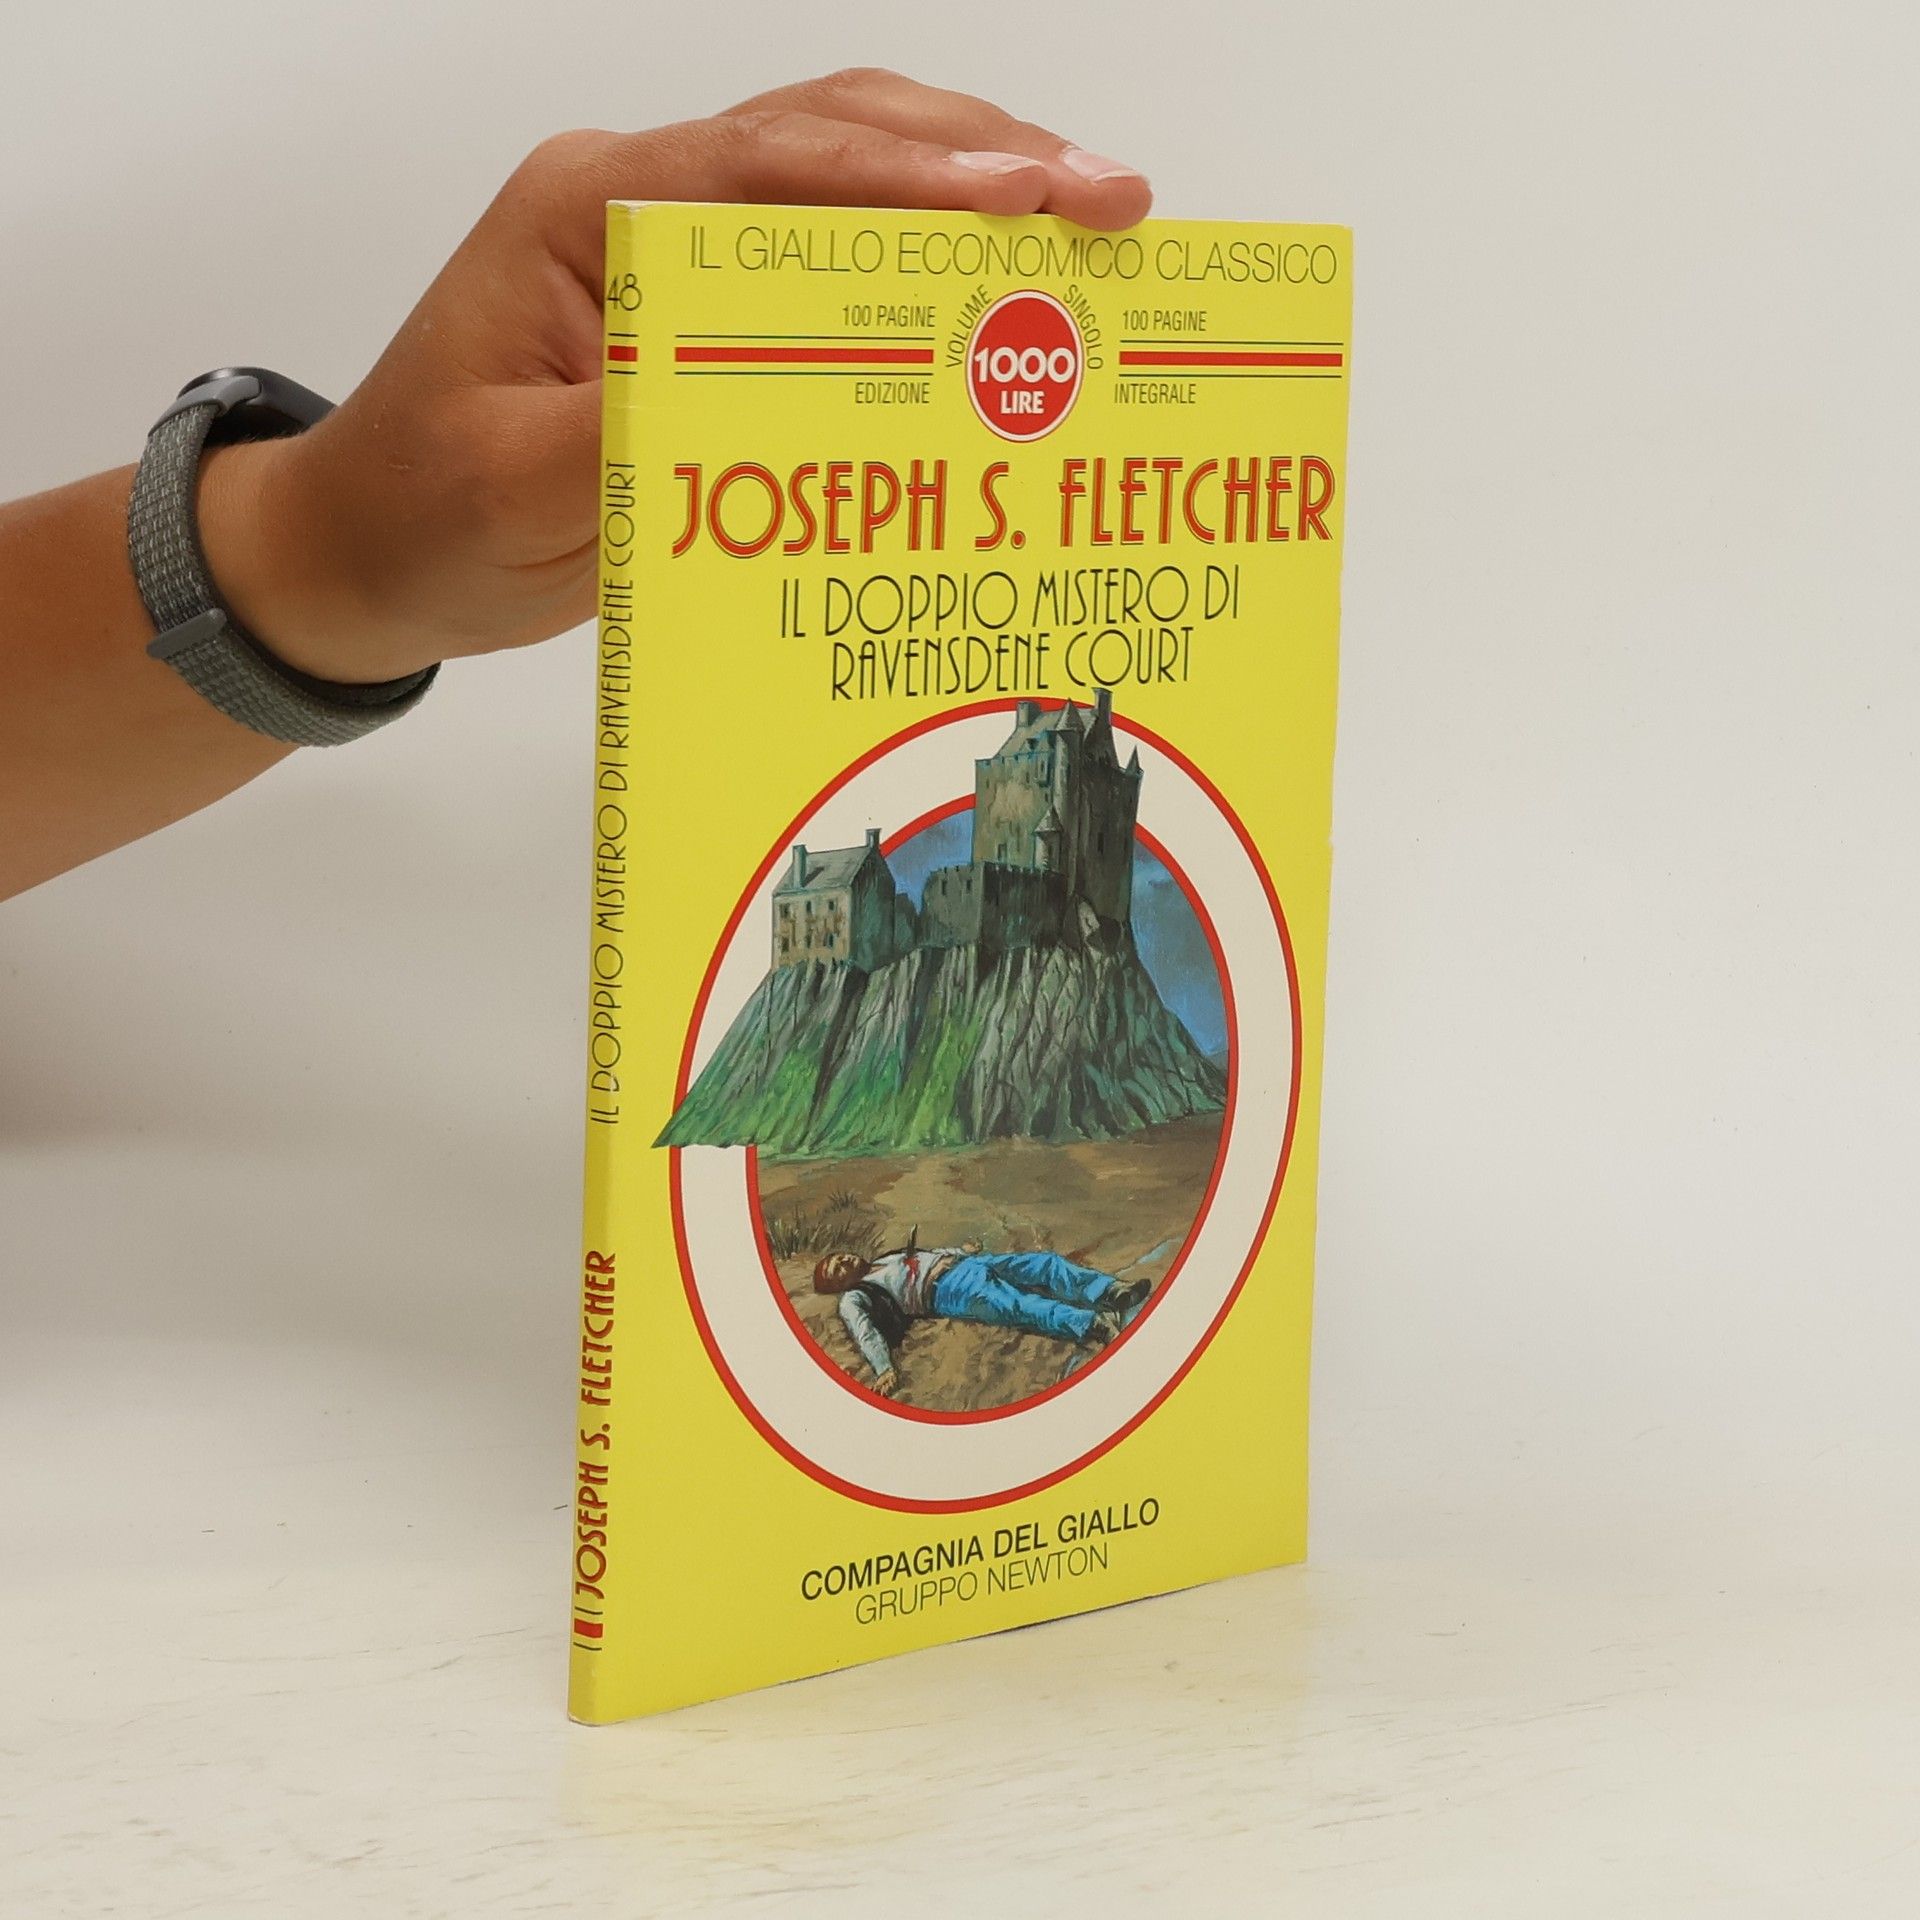 IL GIALLO ECONOMICO CLASSICO
100 PAGINE
VOLUME SINGOLO
100 PAGINE
1000
LIRE
EDIZIONE
INTEGRALE
JOSEPH S. FLETCHER
IL DOPPIO MISTERO DI
RAVENSDENE COURT
COMPAGNIA DEL GIALLO
GRUPPO NEWTON
48
IL DOPPIO MISTERO DI RAVENSDENE COURT
JOSEPH S. FLETCHER